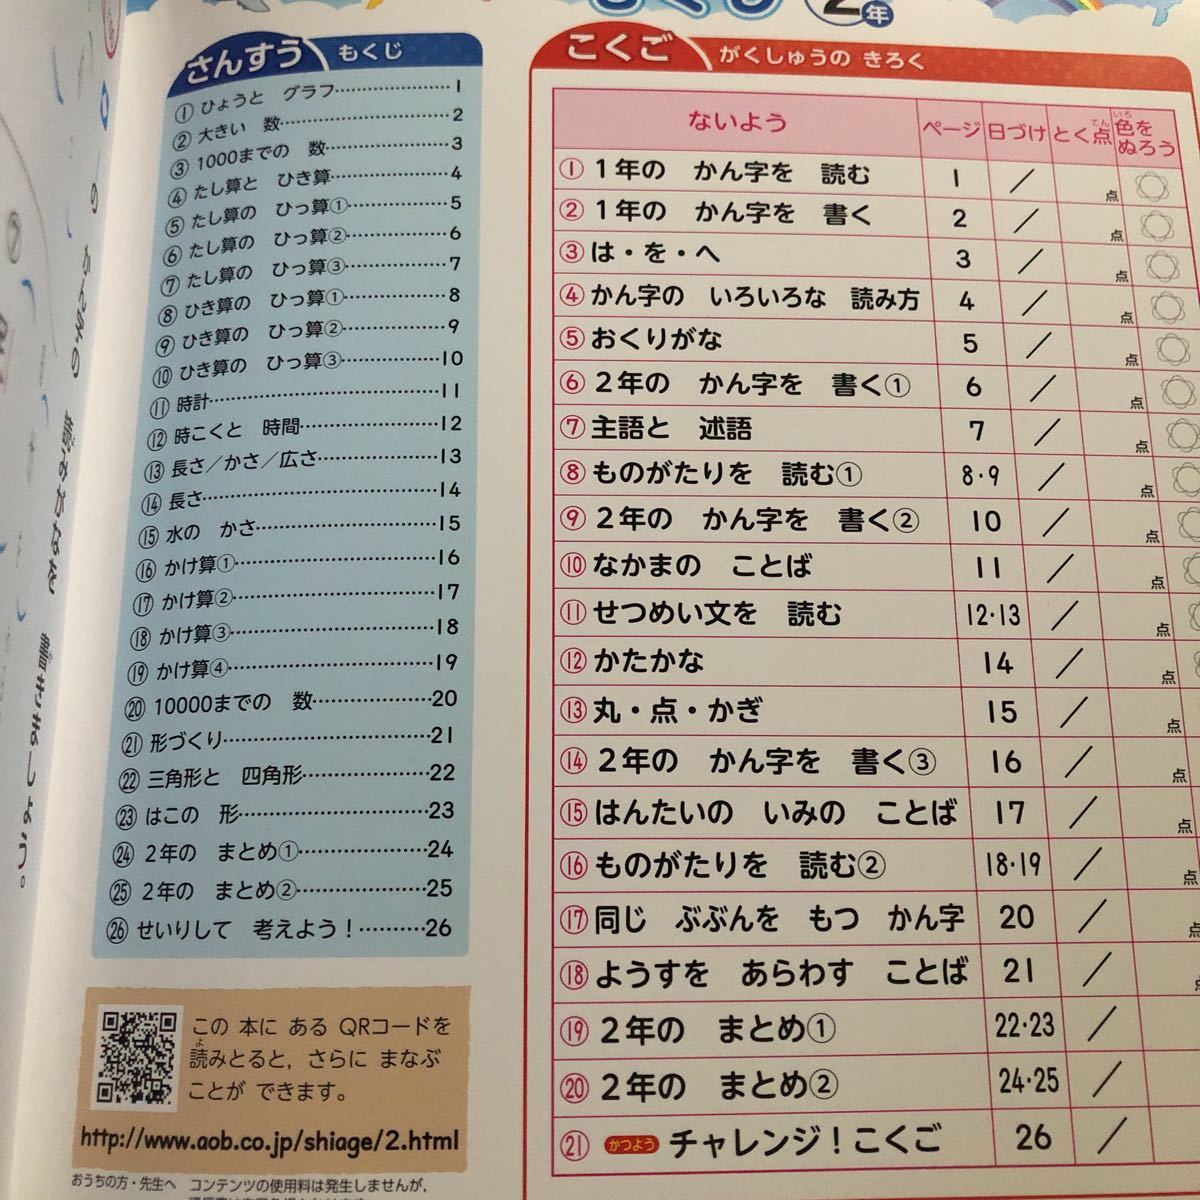 もくじ 2年
さんすう もくじ
① ひょうと グラフ 1
② 大きい 数 2
③ 1000までの 数 3
④ たし算と ひき算 4
⑤ たし算の ひっ算① 5
⑥ たし算の ひっ算② 6
⑦ たし算の ひっ算③ 7
⑧ ひき算の ひっ算① 8
⑨ ひき算の ひっ算② 9
⑩ ひき算の ひっ算③ 10
⑪ 時計 11
⑫ 時こくと 時間 12
⑬ 長さ/かさ/広さ 13
⑭ 長さ 14
⑮ 水の かさ 15
⑯ かけ算① 16
⑰ かけ算② 17
⑱ かけ算③ 18
⑲ かけ算④ 19
⑳ 10000までの 数 20
㉑ 形づくり 21
㉒ 三角形と 四角形 22
㉓ はこの 形 23
㉔ 2年の まとめ① 24
㉕ 2年の まとめ② 25
㉖ せいりして 考えよう! 26
この 本に ある QRコードを
読みとると,さらに まなぶ
ことが できます。
http://www.aob.co.jp/shiage/2.html
おうちの方・先生へ コンテンツの使用料は発生しませんが,
こくご がくしゅうの きろく
ないよう ページ 日づけ とく点 色をぬろう
① 1年の かん字を 読む 1 / 点
② 1年の かん字を 書く 2 / 点
③ は・を・へ 3 / 点
④ かん字の いろいろな 読み方 4 / 点
⑤ おくりがな 5 / 点
⑥ 2年の かん字を 書く① 6 / 点
⑦ 主語と 述語 7 / 点
⑧ ものがたりを 読む① 8・9 / 点
⑨ 2年の かん字を 書く② 10 / 点
⑩ なかまの ことば 11 / 点
⑪ せつめい文を 読む 12・13 / 点
⑫ かたかな 14 / 点
⑬ 丸・点・かぎ 15 / 点
⑭ 2年の かん字を 書く③ 16 / 点
⑮ はんたいの いみの ことば 17 / 点
⑯ ものがたりを 読む② 18・19 / 点
⑰ 同じ ぶぶんを もつ かん字 20 / 点
⑱ ようすを あらわす ことば 21 / 点
⑲ 2年の まとめ① 22・23 /
⑳ 2年の まとめ② 24・25 /
㉑ かつよう チャレンジ!こくご 26 /